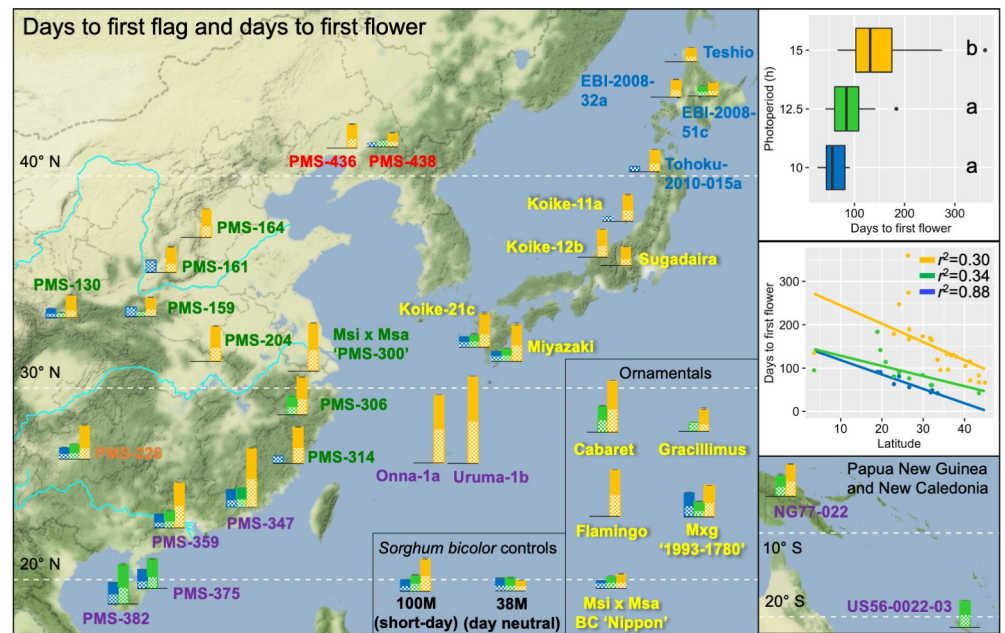 Days to first flag and days to first flower
Teshio
EBI-2008-
32a
EBI-2008-
51c
PMS-436
PMS-438
40° N
Tohoku-
2010-015a
Koike-11a
PMS-164
Koike-12b
Sugadaira
PMS-161
PMS-130
PMS-159
Koike-21c
Msi x Msa
'PMS-300'
PMS-204
Miyazaki
30° N
PMS-306
PMS-226
PMS-314
Onna-1a
Uruma-1b
PMS-347
PMS-359
20° N
PMS-375
PMS-382
Sorghum bicolor controls
100M
(short-day)
38M
(day neutral)
Ornamentals
Cabaret
Gracillimus
Flamingo
Mxg
'1993-1780'
Msi x Msa
BC 'Nippon'
Photoperiod (h)
15
12.5
10
b
a
a
100
200
300
Days to first flower
Days to first flower
300
200
100
0
r²=0.30
r²=0.34
r²=0.88
10
20
30
40
Latitude
Papua New Guinea
and New Caledonia
NG77-022
10° S
20° S
US56-0022-03